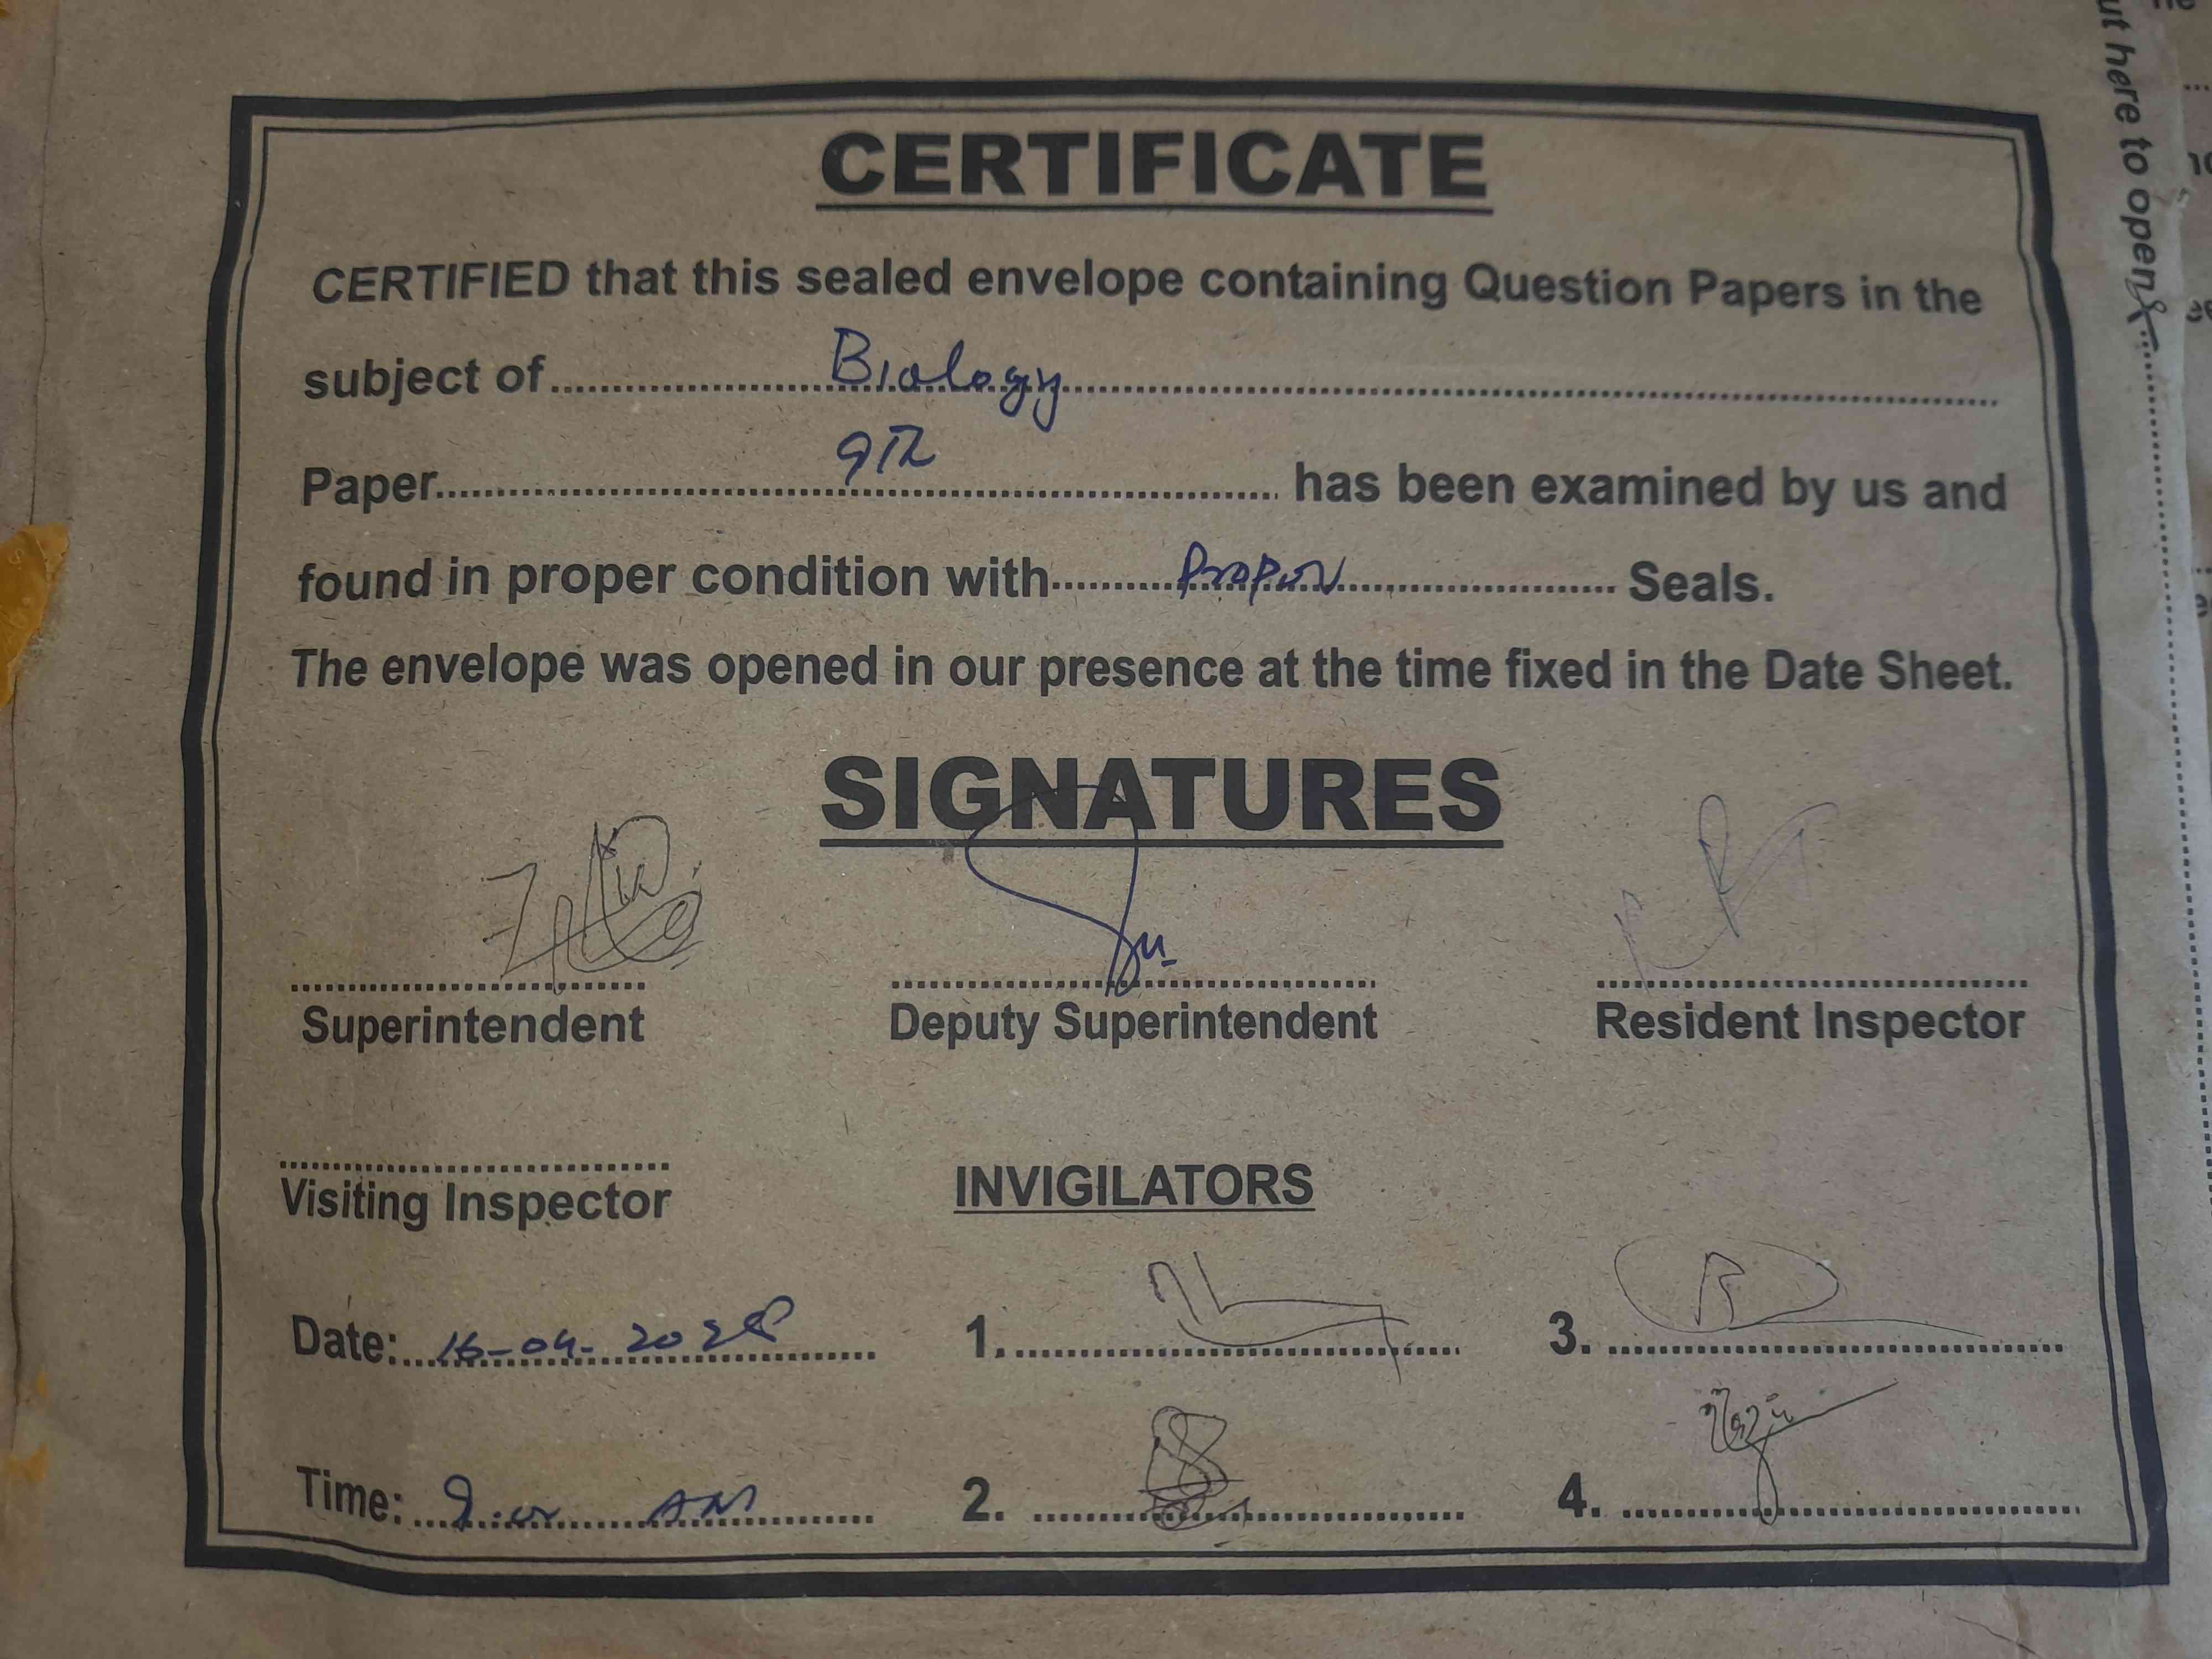 CERTIFICATE
CERTIFIED that this sealed envelope containing Question Papers in the
subject of Biology
Paper 9th has been examined by us and
found in proper condition with Proper Seals.
The envelope was opened in our presence at the time fixed in the Date Sheet.
SIGNATURES
Superintendent Deputy Superintendent Resident Inspector
Visiting Inspector INVIGILATORS
Date: 16-04-
1. 3.
Time: AM 2. 4.
ut here to open